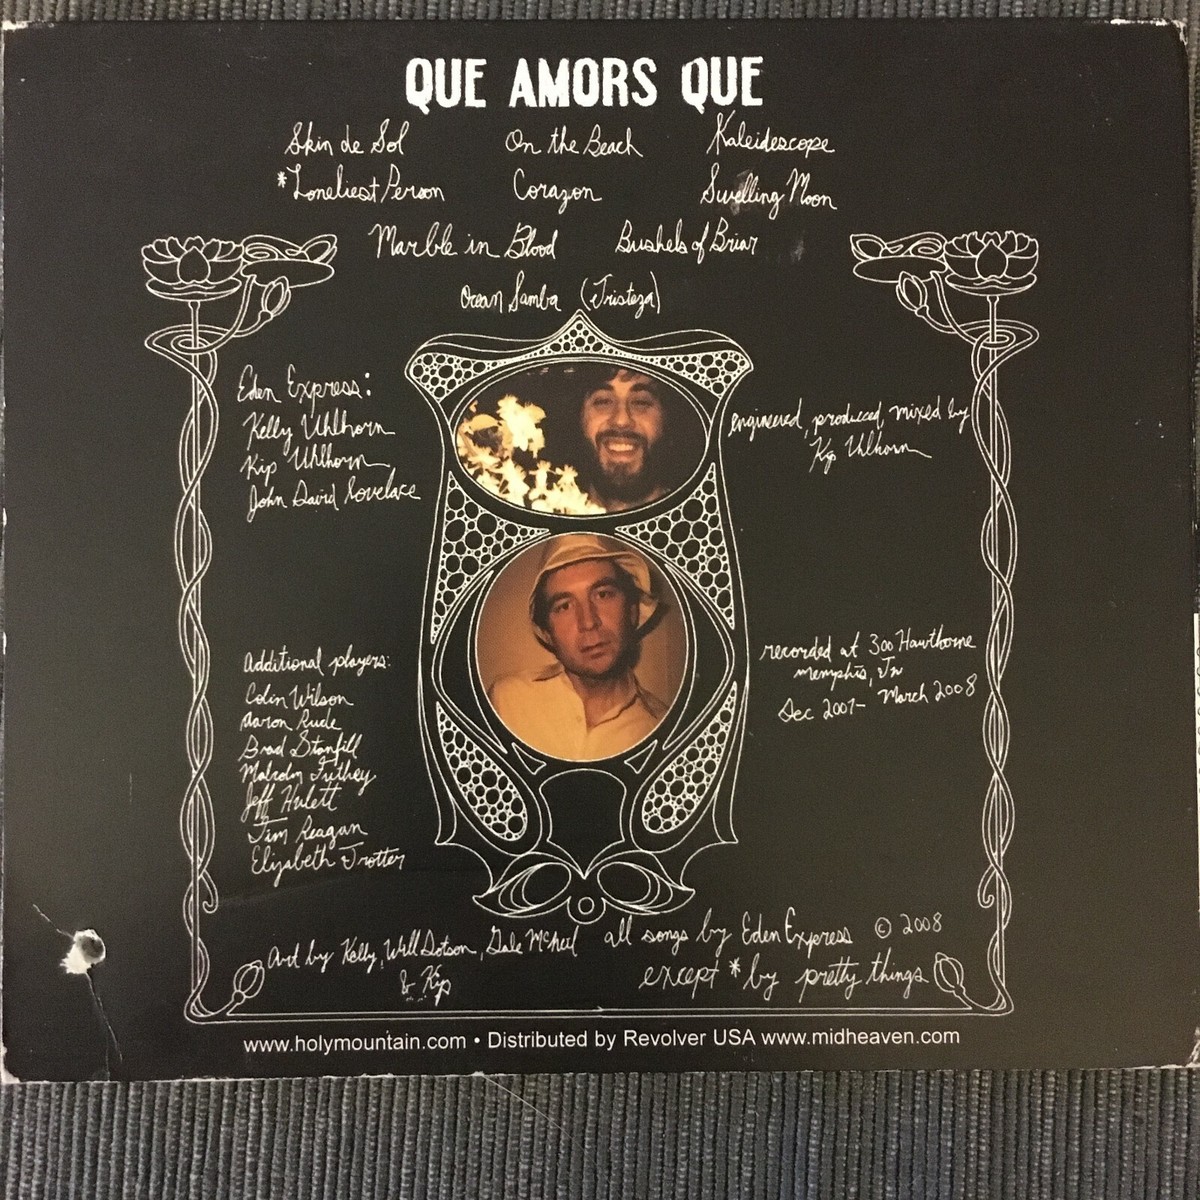 QUE AMORS QUE
Skin de Sol On the Beach Kaleidescope
*Loneliest Person Corazon Swelling Moon
Marble in Blood Bushels of Briar
Ocean Samba (Tristeza)
Eden Express:
Kelly Uhlhorn
Kip Uhlhorn
John David Lovelace
engineered, produced, mixed by
Kip Uhlhorn
Additional players:
Colin Wilson
Aaron Rude
Brad Stanfill
Malcolm Futhey
Jeff Hulett
Tim Reagan
Elizabeth Trotter
recorded at 300 Hawthorne
memphis, Tn
Dec 2007- March 2008
Art by Kelly, Will Dotson, Dale McNeil
& Kip
all songs by Eden Express © 2008
except * by pretty things
www.holymountain.com • Distributed by Revolver USA www.midheaven.com